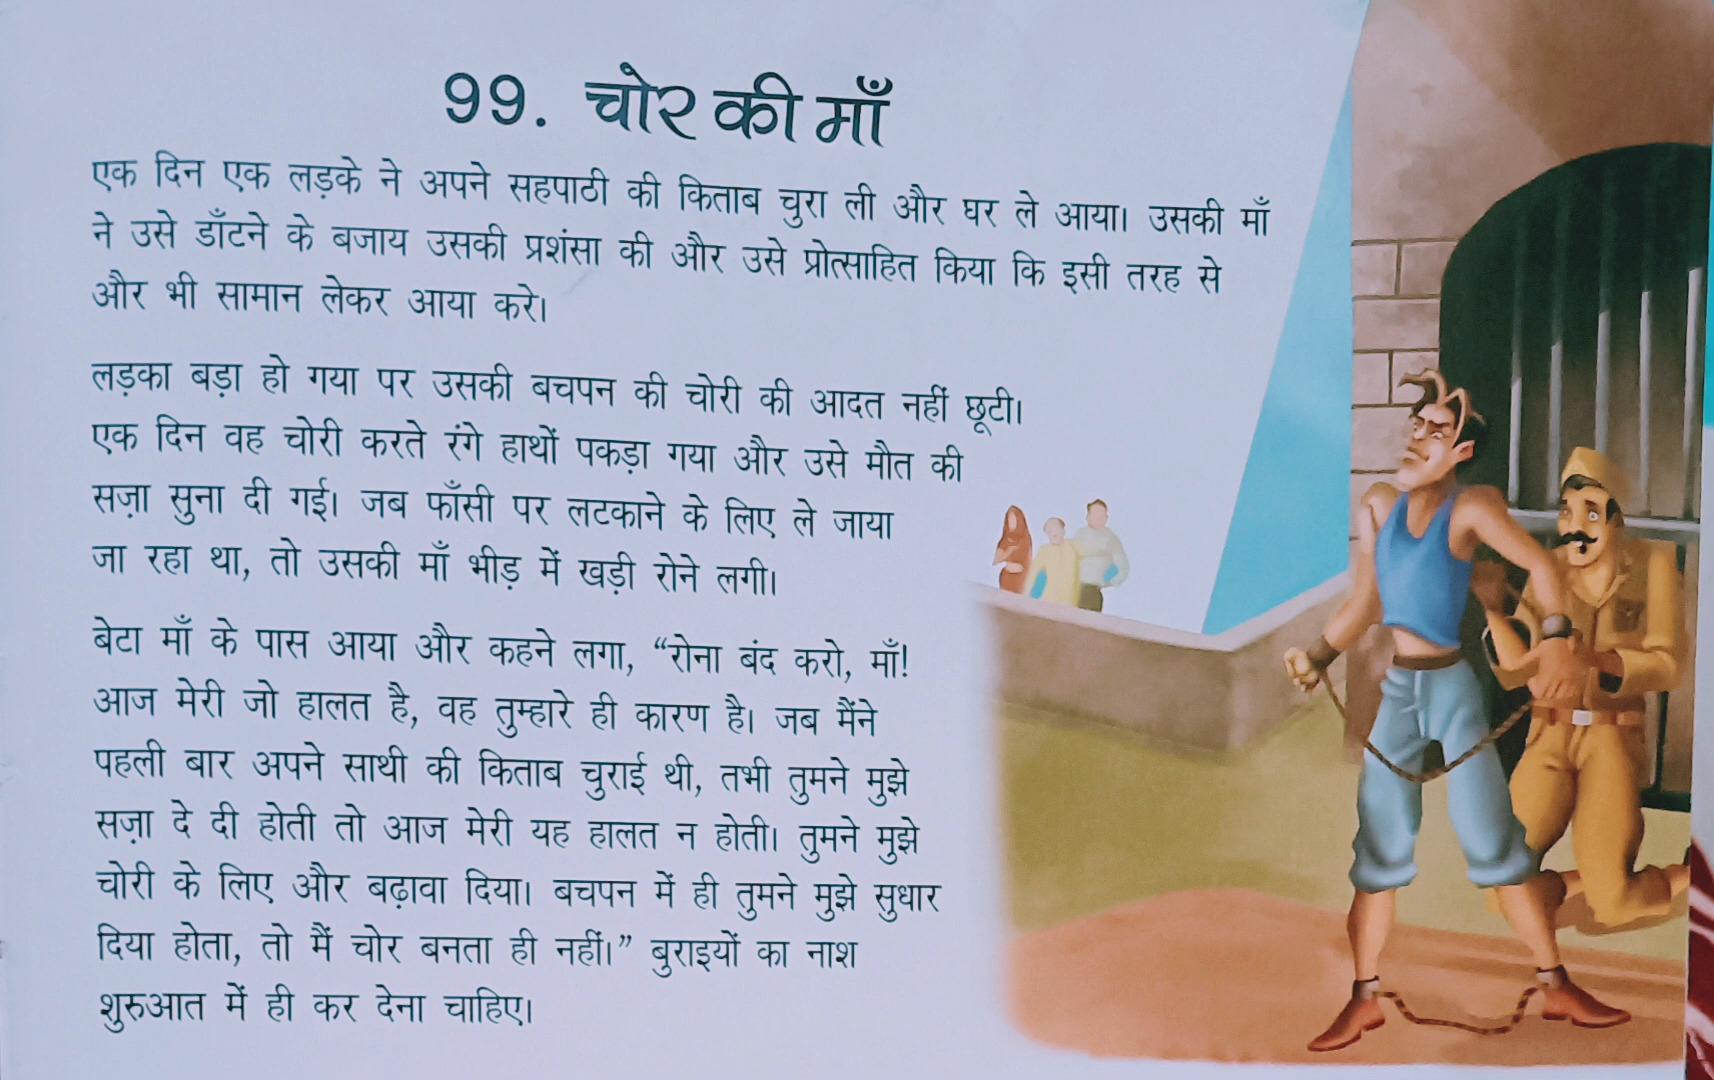 99. चोर की माँ
एक दिन एक लड़के ने अपने सहपाठी की किताब चुरा ली और घर ले आया। उसकी माँ
ने उसे डाँटने के बजाय उसकी प्रशंसा की और उसे प्रोत्साहित किया कि इसी तरह से
और भी सामान लेकर आया करे।
लड़का बड़ा हो गया पर उसकी बचपन की चोरी की आदत नहीं छूटी।
एक दिन वह चोरी करते रंगे हाथों पकड़ा गया और उसे मौत की
सज़ा सुना दी गई। जब फाँसी पर लटकाने के लिए ले जाया
जा रहा था, तो उसकी माँ भीड़ में खड़ी रोने लगी।
बेटा माँ के पास आया और कहने लगा, “रोना बंद करो, माँ!
आज मेरी जो हालत है, वह तुम्हारे ही कारण है। जब मैंने
पहली बार अपने साथी की किताब चुराई थी, तभी तुमने मुझे
सज़ा दे दी होती तो आज मेरी यह हालत न होती। तुमने मुझे
चोरी के लिए और बढ़ावा दिया। बचपन में ही तुमने मुझे सुधार
दिया होता, तो मैं चोर बनता ही नहीं।” बुराइयों का नाश
शुरुआत में ही कर देना चाहिए।